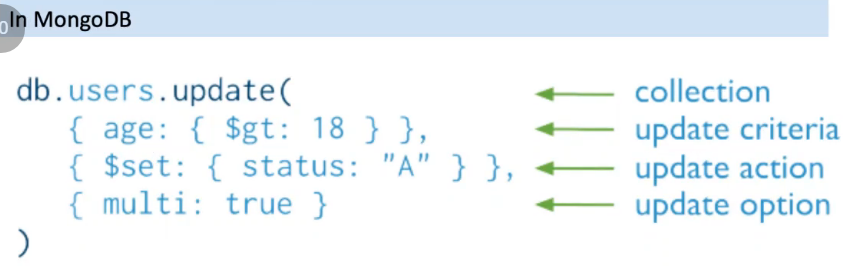 0
In MongoDB
db.users.update( collection
{ age: { $gt: 18 } }, update criteria
{ $set: { status: "A" } }, update action
{ multi: true } update option
)